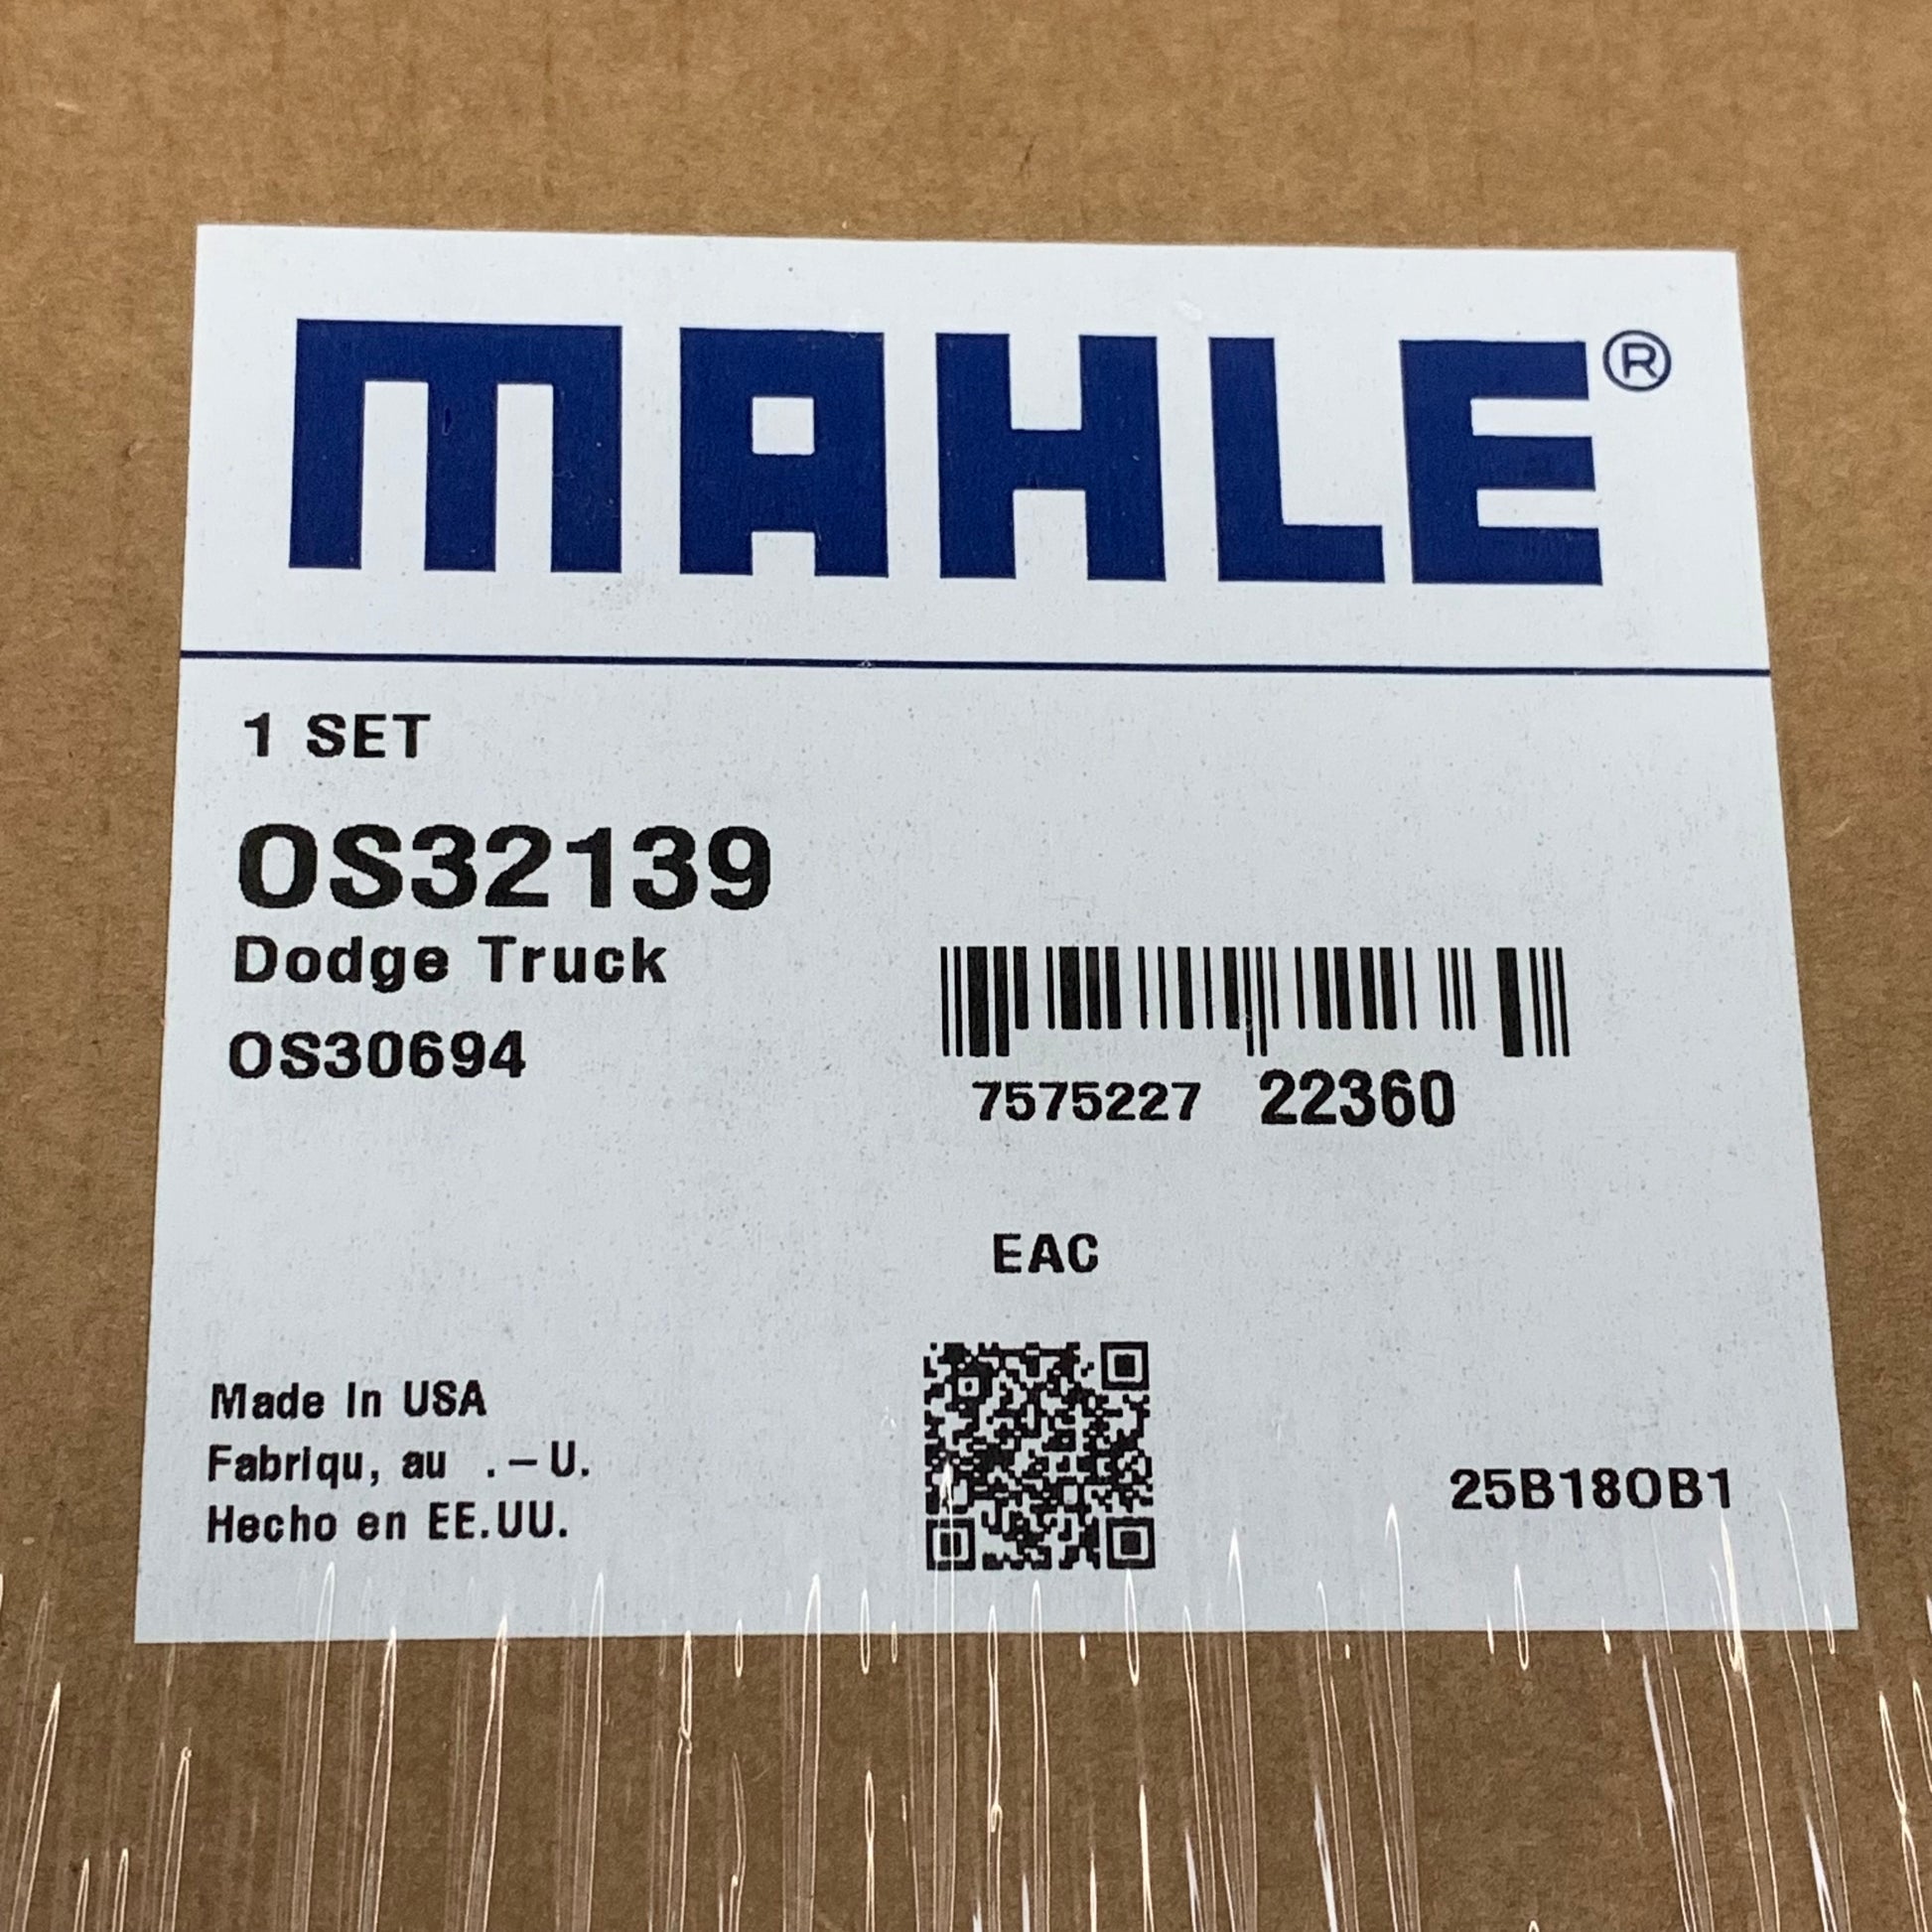 MAHLE®
1 SET
OS32139
Dodge Truck
OS30694
7575227 22360
EAC
Made In USA
Fabriqu, au .–U.
Hecho en EE.UU.
25B18OB1